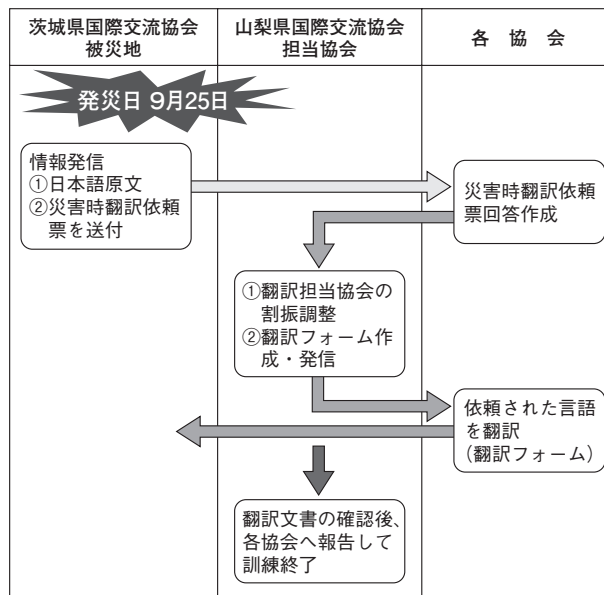 茨城県国際交流協会
被災地
山梨県国際交流協会
担当協会
各協会
発災日 9月25日
情報発信
①日本語原文
②災害時翻訳依頼
票を送付
災害時翻訳依頼
票回答作成
①翻訳担当協会の
割振調整
②翻訳フォーム作
成・発信
依頼された言語
を翻訳
(翻訳フォーム)
翻訳文書の確認後、
各協会へ報告して
訓練終了